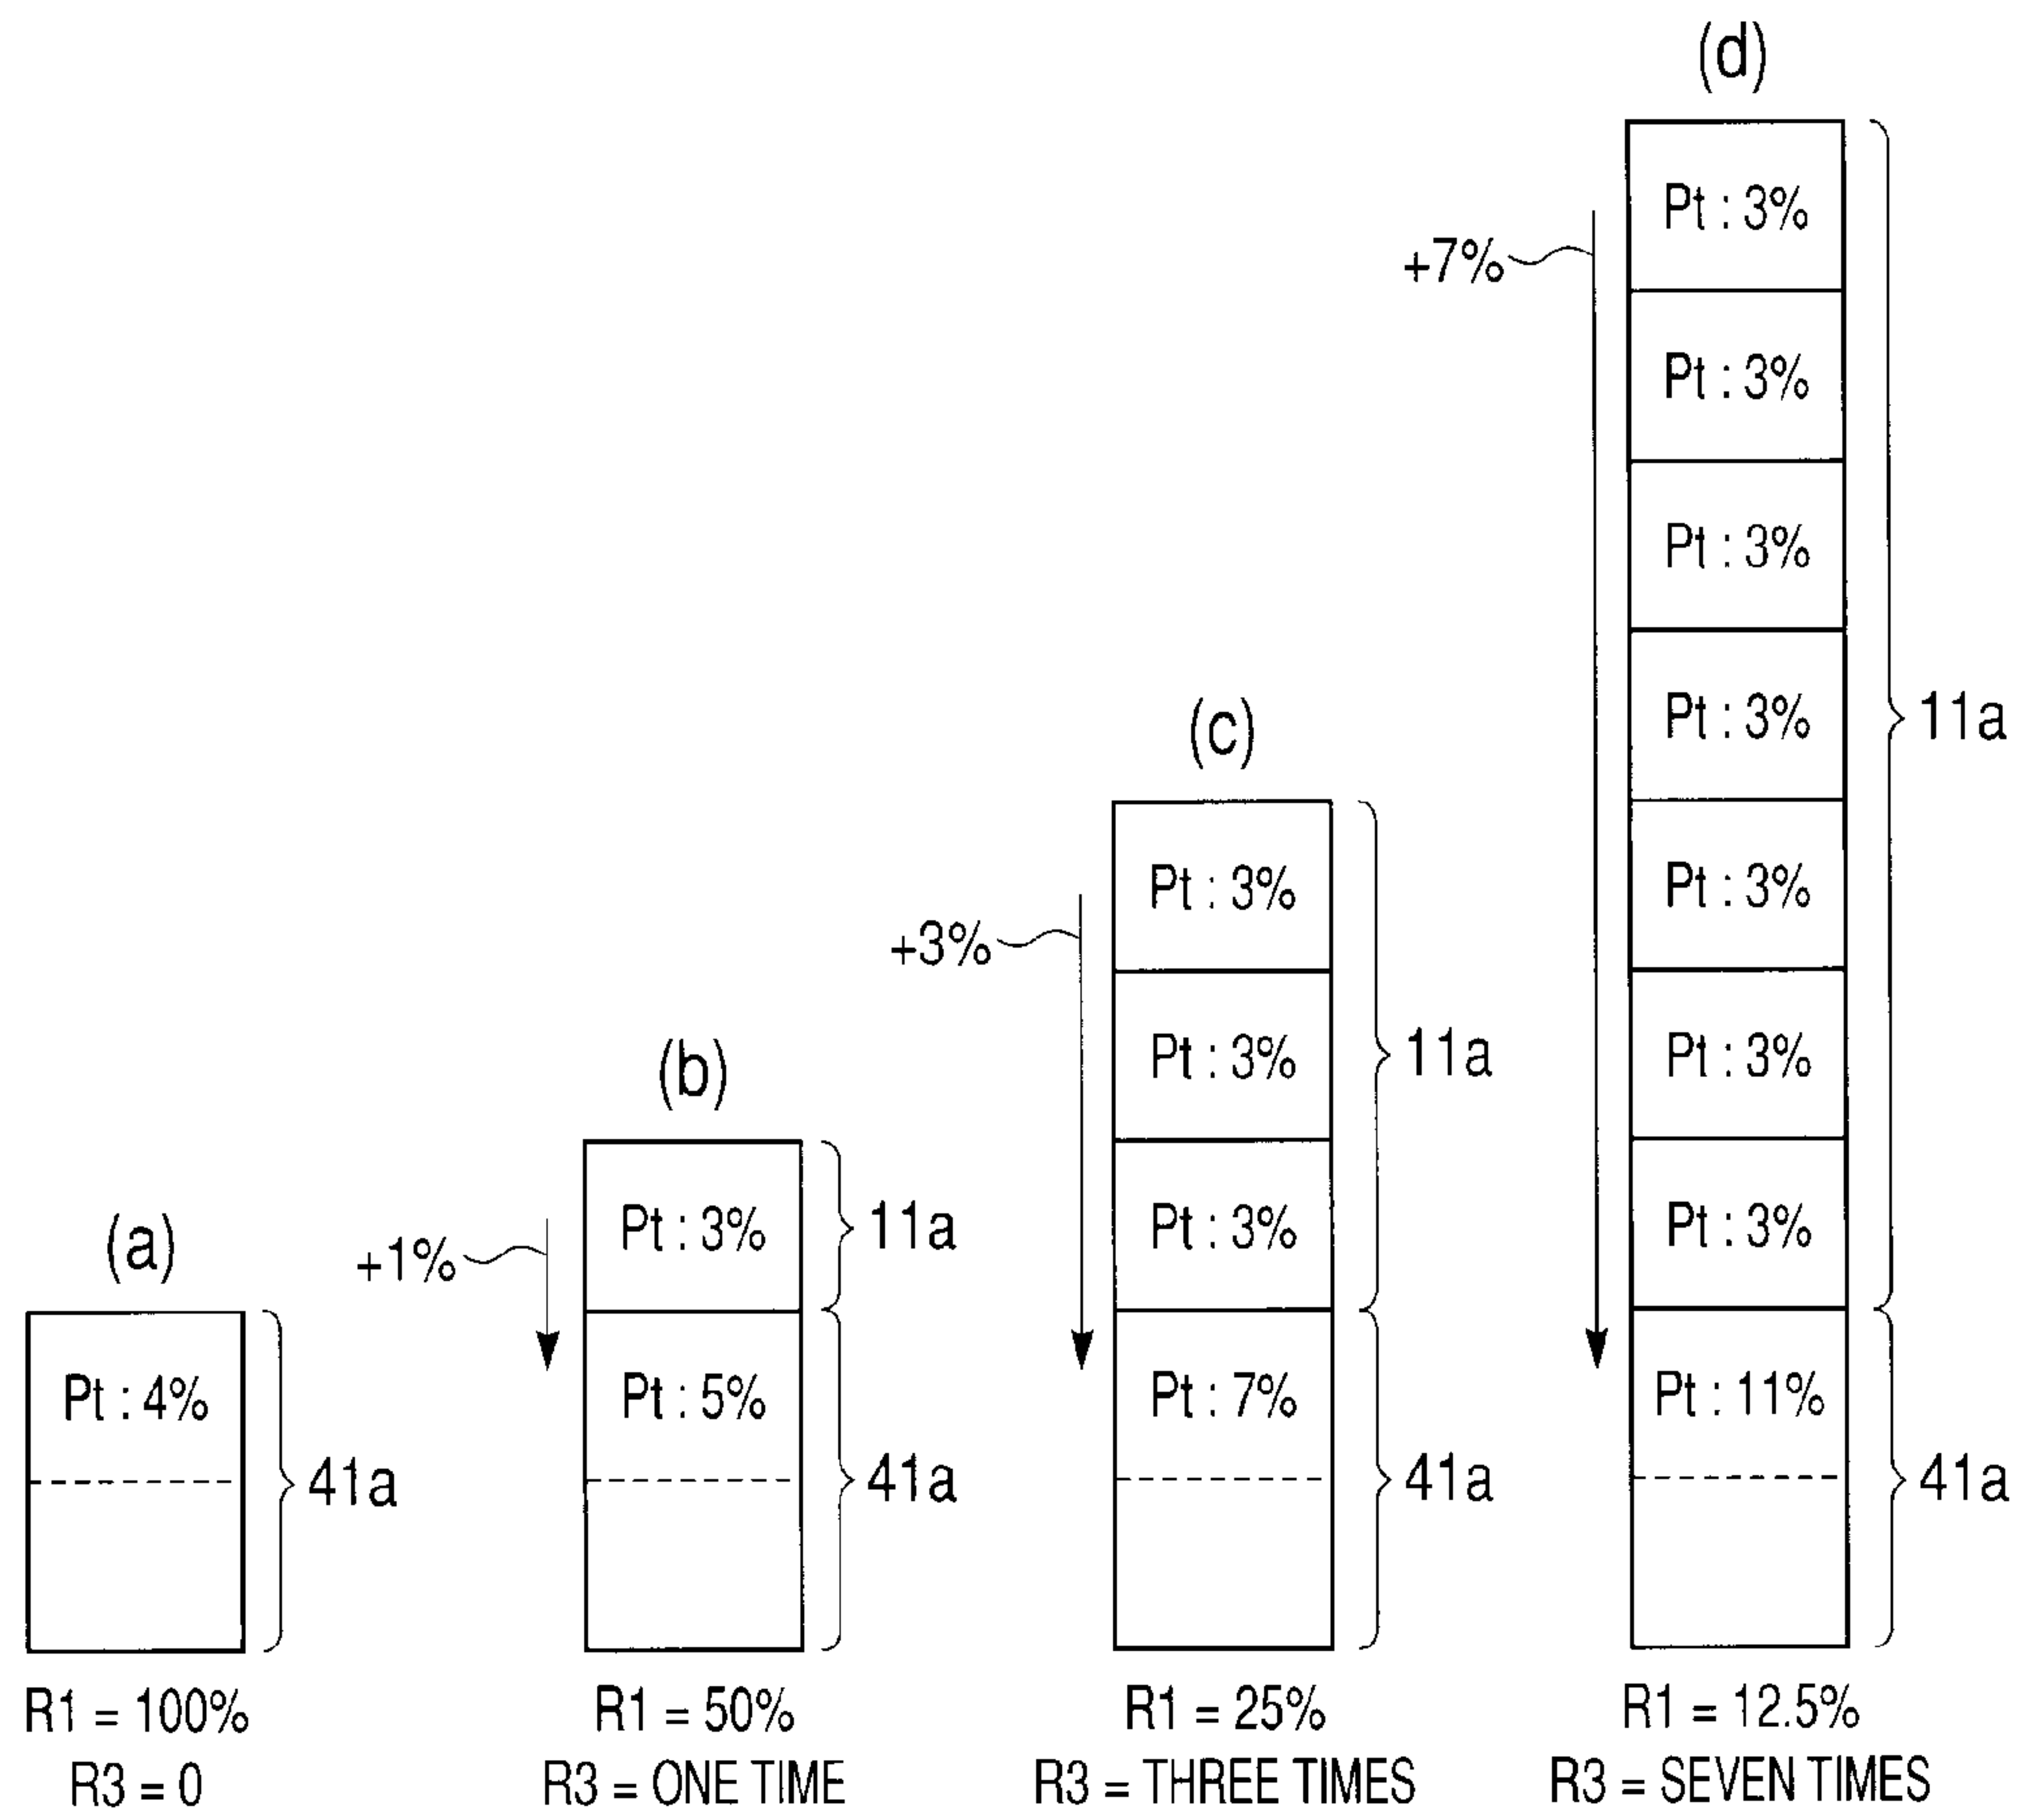 (a)
Pt : 4%
41a
R1 = 100%
R3 = 0
(b)
+1%
Pt : 3%
11a
Pt : 5%
41a
R1 = 50%
R3 = ONE TIME
(c)
+3%
Pt : 3%
Pt : 3%
11a
Pt : 3%
Pt : 7%
41a
R1 = 25%
R3 = THREE TIMES
(d)
+7%
Pt : 3%
Pt : 3%
Pt : 3%
Pt : 3%
11a
Pt : 3%
Pt : 3%
Pt : 3%
Pt : 11%
41a
R1 = 12.5%
R3 = SEVEN TIMES